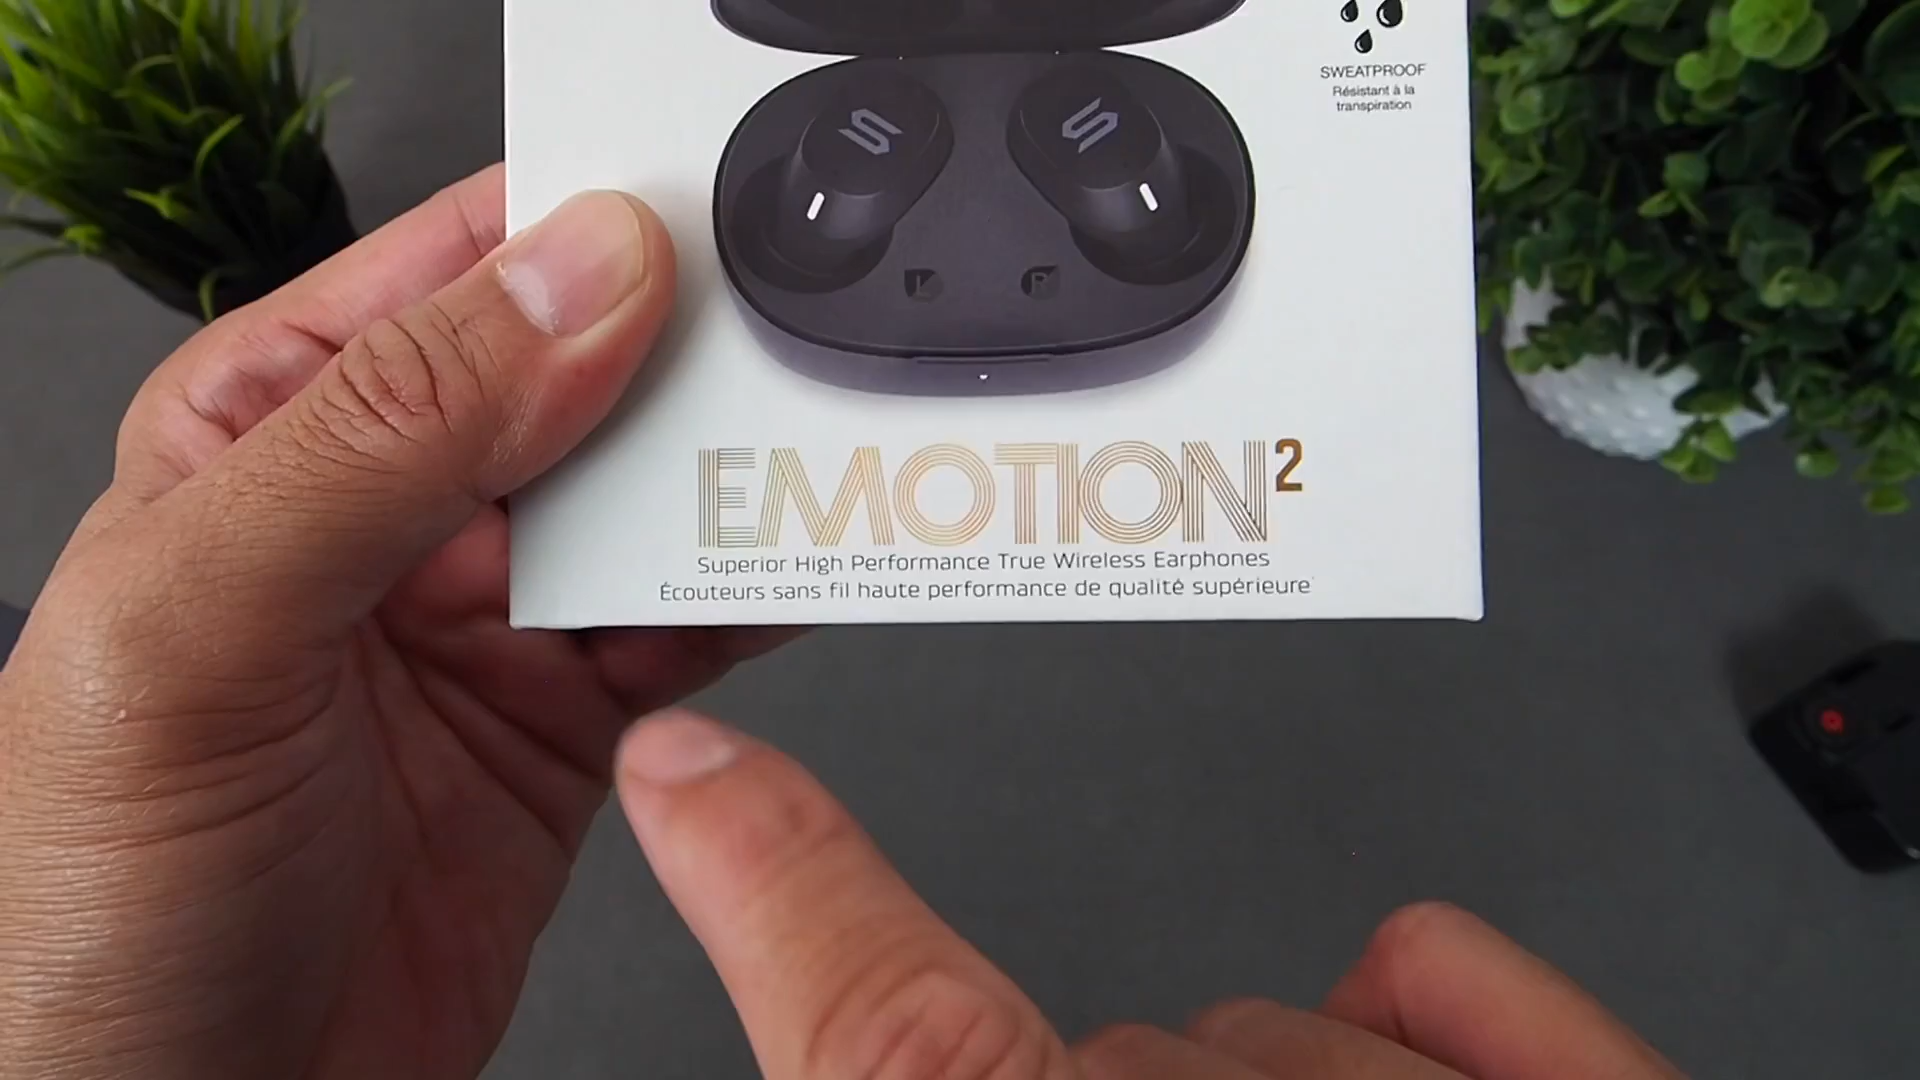 SWEATPROOF
Résistant à la
transpiration
L R
EMOTION2
Superior High Performance True Wireless Earphones
Écouteurs sans fil haute performance de qualité supérieure